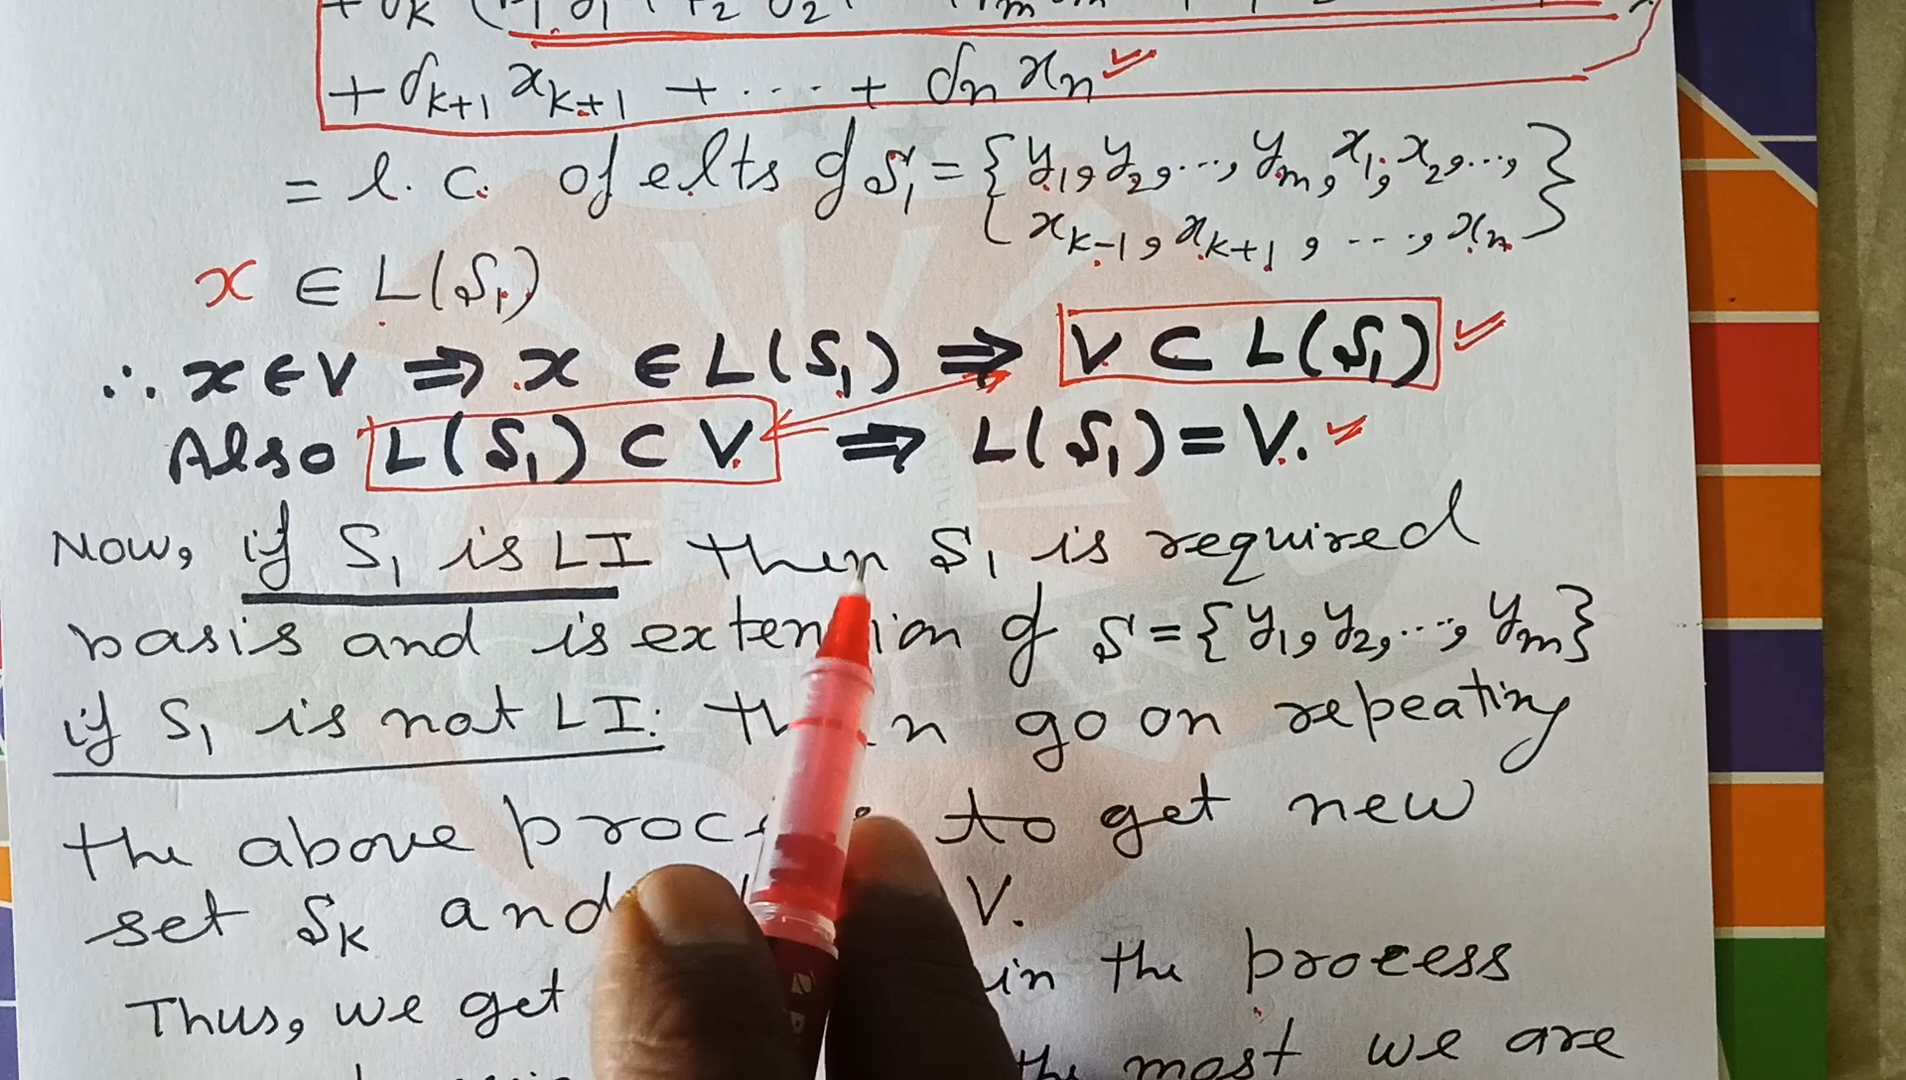 + δk+1 xk+1 + ... + δn xn
= l. c. of elts of S1 = {y1, y2, ..., ym, x1, x2, ...,
xk-1, xk+1, ..., xn}
x ∈ L(S1)
∴ x ∈ V ⇒ x ∈ L(S1) ⇒ V ⊂ L(S1)
Also L(S1) ⊂ V ⇒ L(S1) = V.
Now, if S1 is LI then S1 is required
basis and is extension of S = {y1, y2, ..., ym}
if S1 is not LI: then go on repeating
the above to get new
set Sk and V.
Thus, we get in the process
the most we are